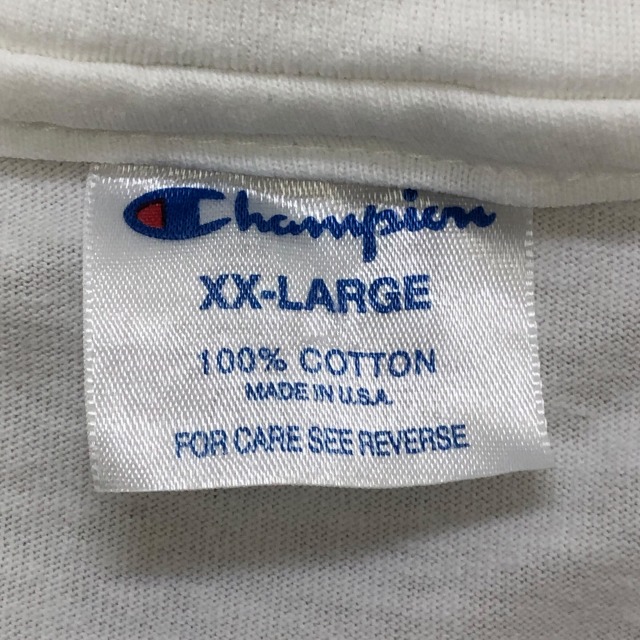 Champion
XX-LARGE
100% COTTON
MADE IN U.S.A.
FOR CARE SEE REVERSE